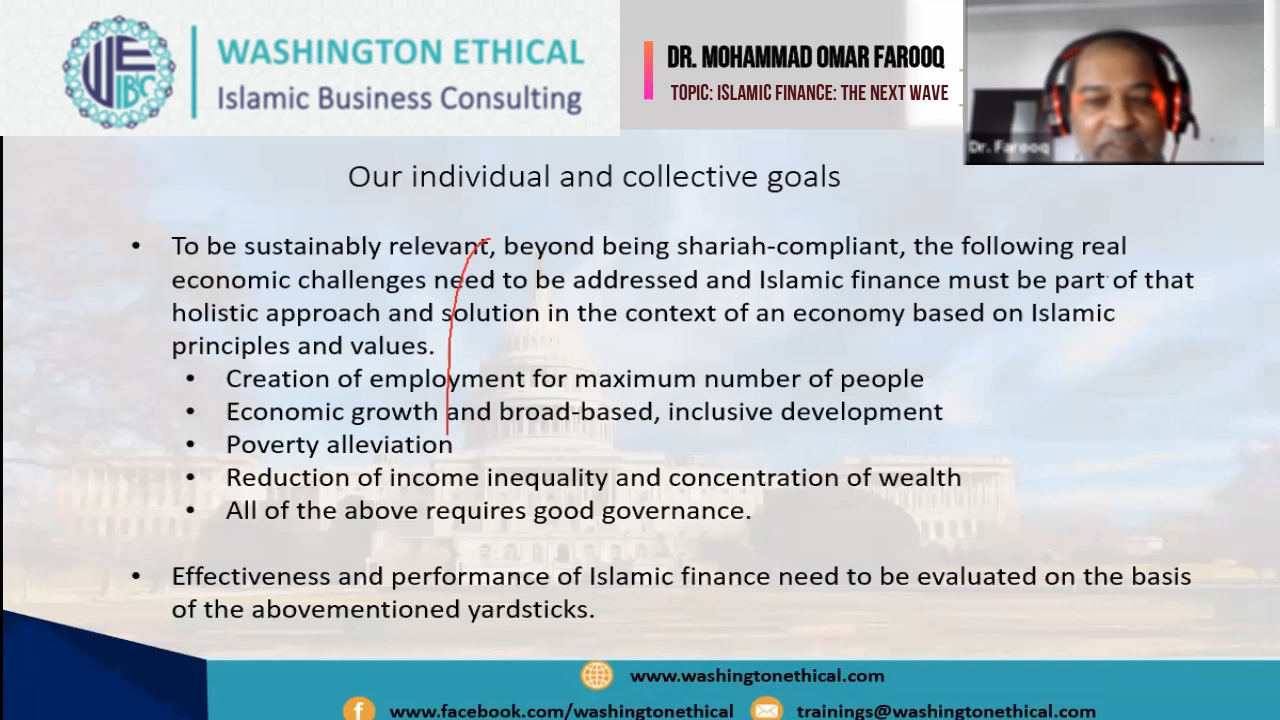 WEIBC
WASHINGTON ETHICAL
Islamic Business Consulting
DR. MOHAMMAD OMAR FAROOQ
TOPIC: ISLAMIC FINANCE: THE NEXT WAVE
Dr. Farooq
Our individual and collective goals
• To be sustainably relevant, beyond being shariah-compliant, the following real
economic challenges need to be addressed and Islamic finance must be part of that
holistic approach and solution in the context of an economy based on Islamic
principles and values.
• Creation of employment for maximum number of people
• Economic growth and broad-based, inclusive development
• Poverty alleviation
• Reduction of income inequality and concentration of wealth
• All of the above requires good governance.
• Effectiveness and performance of Islamic finance need to be evaluated on the basis
of the abovementioned yardsticks.
www.washingtonethical.com
www.facebook.com/washingtonethical trainings@washingtonethical.com